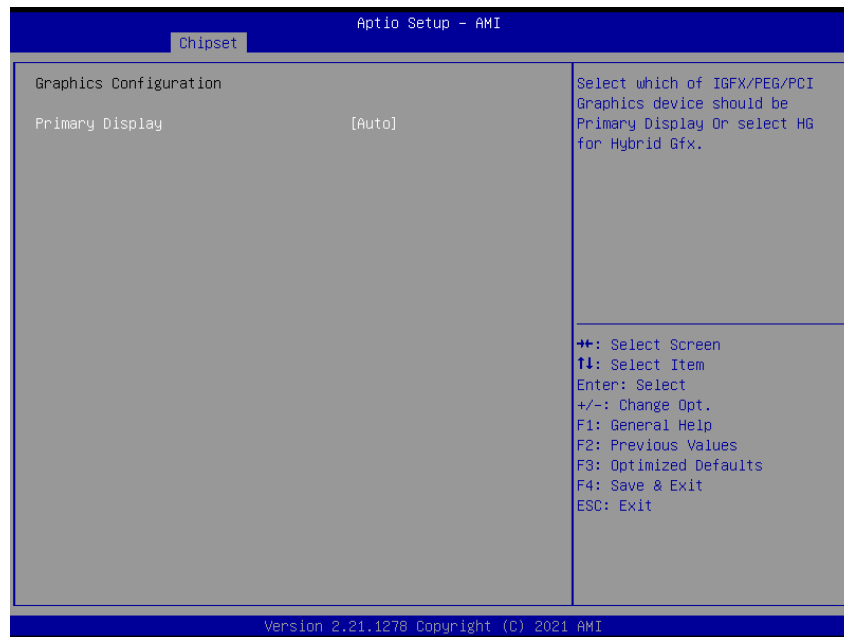 Aptio Setup – AMI
Chipset
Graphics Configuration
Primary Display [Auto]
Select which of IGFX/PEG/PCI
Graphics device should be
Primary Display Or select HG
for Hybrid Gfx.
→←: Select Screen
↑↓: Select Item
Enter: Select
+/-: Change Opt.
F1: General Help
F2: Previous Values
F3: Optimized Defaults
F4: Save & Exit
ESC: Exit
Version 2.21.1278 Copyright (C) 2021 AMI